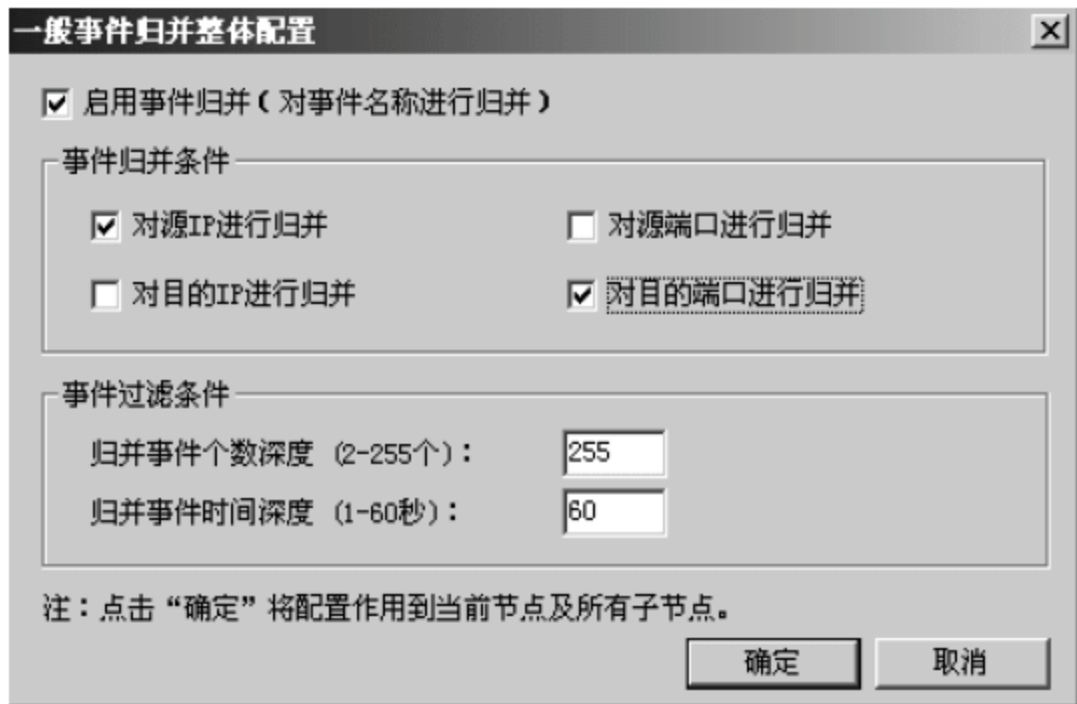 一般事件归并整体配置
启用事件归并(对事件名称进行归并)
事件归并条件
对源IP进行归并 对源端口进行归并
对目的IP进行归并 对目的端口进行归并
事件过滤条件
归并事件个数深度 (2-255个)： 255
归并事件时间深度 (1-60秒)： 60
注：点击“确定”将配置作用到当前节点及所有子节点。
确定 取消